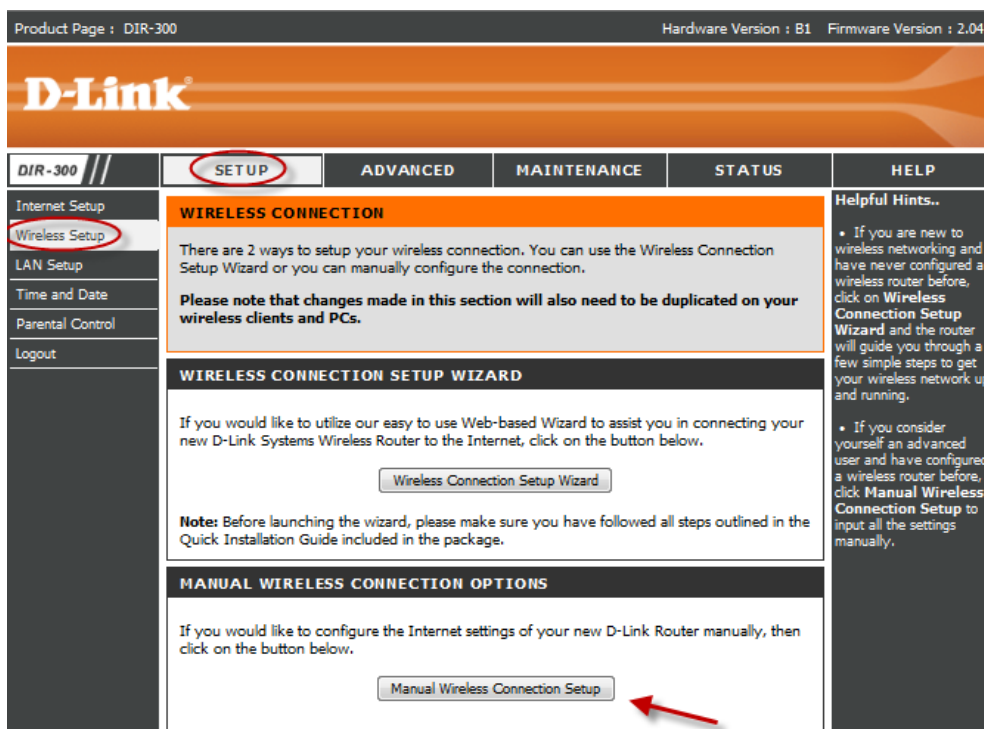 Product Page : DIR-300 Hardware Version : B1 Firmware Version : 2.04
D-Link
DIR-300 SETUP ADVANCED MAINTENANCE STATUS HELP
Internet Setup
Wireless Setup
LAN Setup
Time and Date
Parental Control
Logout
WIRELESS CONNECTION
There are 2 ways to setup your wireless connection. You can use the Wireless Connection
Setup Wizard or you can manually configure the connection.
Please note that changes made in this section will also need to be duplicated on your
wireless clients and PCs.
WIRELESS CONNECTION SETUP WIZARD
If you would like to utilize our easy to use Web-based Wizard to assist you in connecting your
new D-Link Systems Wireless Router to the Internet, click on the button below.
Wireless Connection Setup Wizard
Note: Before launching the wizard, please make sure you have followed all steps outlined in the
Quick Installation Guide included in the package.
MANUAL WIRELESS CONNECTION OPTIONS
If you would like to configure the Internet settings of your new D-Link Router manually, then
click on the button below.
Manual Wireless Connection Setup
Helpful Hints..
• If you are new to
wireless networking and
have never configured a
wireless router before,
click on Wireless
Connection Setup
Wizard and the router
will guide you through a
few simple steps to get
your wireless network up
and running.
• If you consider
yourself an advanced
user and have configured
a wireless router before,
click Manual Wireless
Connection Setup to
input all the settings
manually.